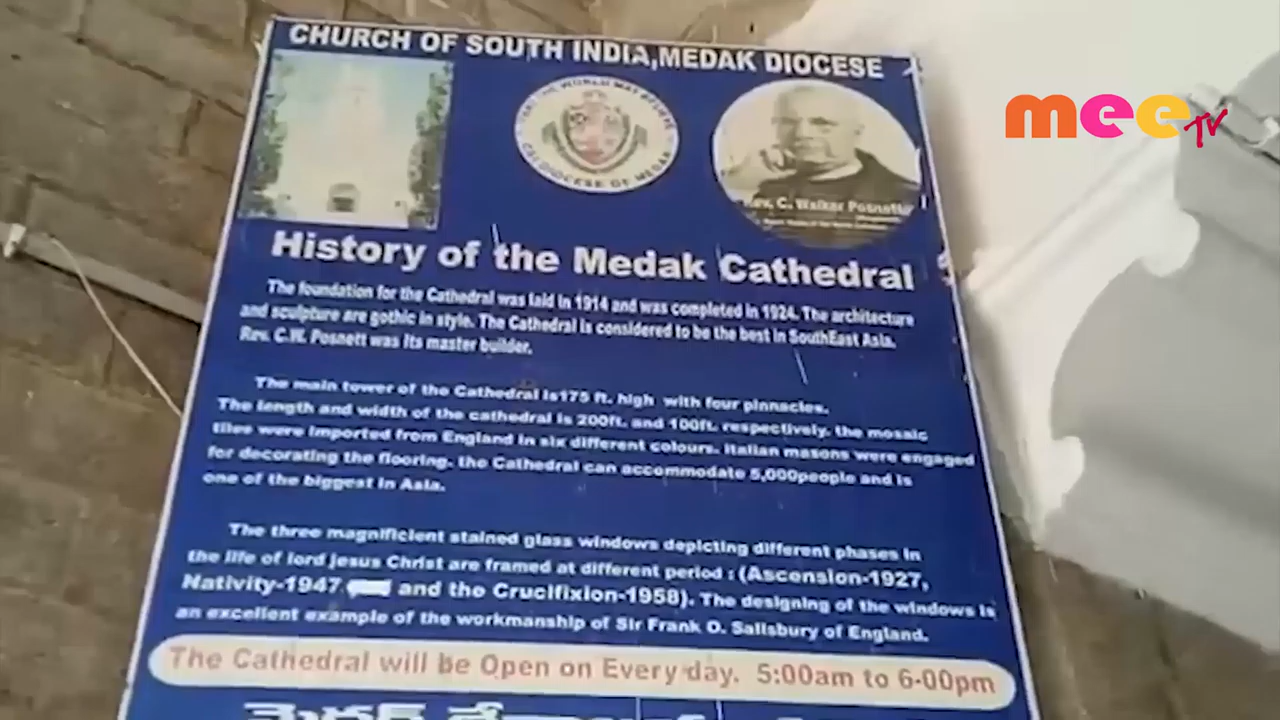 CHURCH OF SOUTH INDIA,MEDAK DIOCESE
mee TV
THAT THE WORLD MAY BELIEVE
CSI DIOCESE OF MEDAK
Rev. C. Walker Posnett
History of the Medak Cathedral
The foundation for the Cathedral was laid in 1914 and was completed in 1924. The architecture
and sculpture are gothic in style. The Cathedral is considered to be the best in SouthEast Asia.
Rev. C.W. Posnett was its master builder.
The main tower of the Cathedral is175 ft. high with four pinnacles.
The length and width of the cathedral is 200ft. and 100ft. respectively. the mosaic
tiles were imported from England in six different colours. Italian masons were engaged
for decorating the flooring. the Cathedral can accommodate 5,000people and is
one of the biggest in Asia.
The three magnificient stained glass windows depicting different phases in
the life of lord jesus Christ are framed at different period : (Ascension-1927,
Nativity-1947 and the Crucifixion-1958). The designing of the windows is
an excellent example of the workmanship of Sir Frank O. Salisbury of England.
The Cathedral will be Open on Every day. 5:00am to 6-00pm